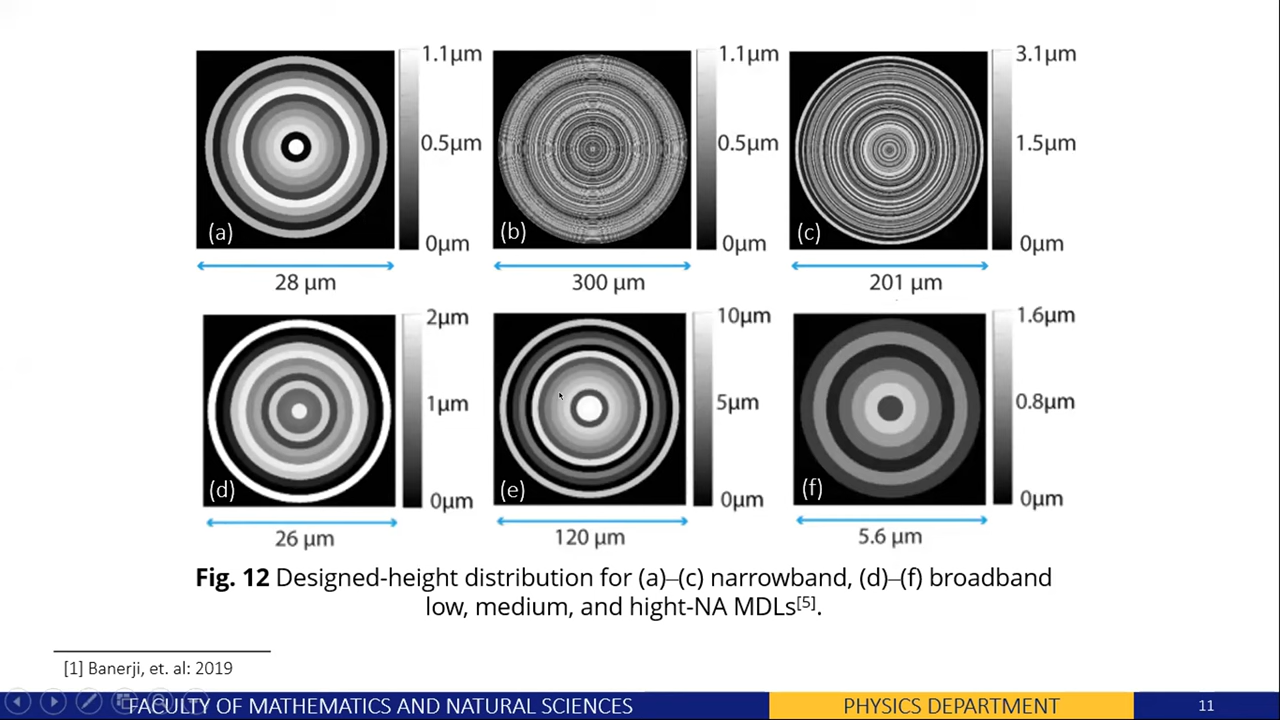 1.1μm
0.5μm
0μm
(a)
28 μm
1.1μm
0.5μm
0μm
(b)
300 μm
3.1μm
1.5μm
0μm
(c)
201 μm
2μm
1μm
0μm
(d)
26 μm
10μm
5μm
0μm
(e)
120 μm
1.6μm
0.8μm
0μm
(f)
5.6 μm
Fig. 12 Designed-height distribution for (a)–(c) narrowband, (d)–(f) broadband
low, medium, and hight-NA MDLs[5].
[1] Banerji, et. al: 2019
FACULTY OF MATHEMATICS AND NATURAL SCIENCES
PHYSICS DEPARTMENT
11